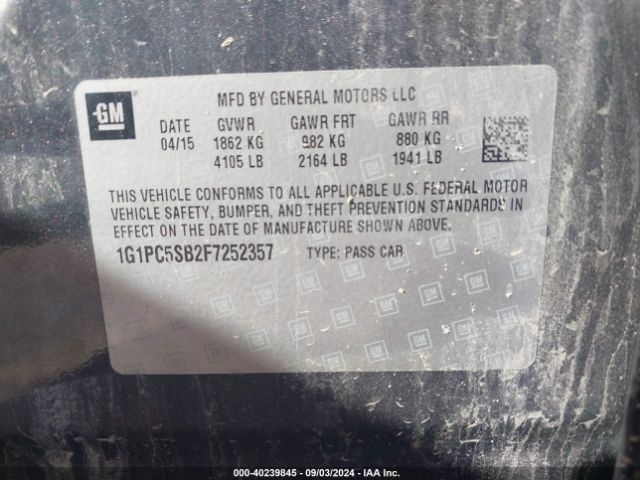 GM
MFD BY GENERAL MOTORS LLC
DATE GVWR GAWR FRT GAWR RR
04/15 1862 KG 982 KG 880 KG
4105 LB 2164 LB 1941 LB
THIS VEHICLE CONFORMS TO ALL APPLICABLE U.S. FEDERAL MOTOR
VEHICLE SAFETY, BUMPER, AND THEFT PREVENTION STANDARDS IN
EFFECT ON THE DATE OF MANUFACTURE SHOWN ABOVE.
1G1PC5SB2F7252357 TYPE: PASS CAR
000-40239845 - 09/03/2024 - IAA Inc.